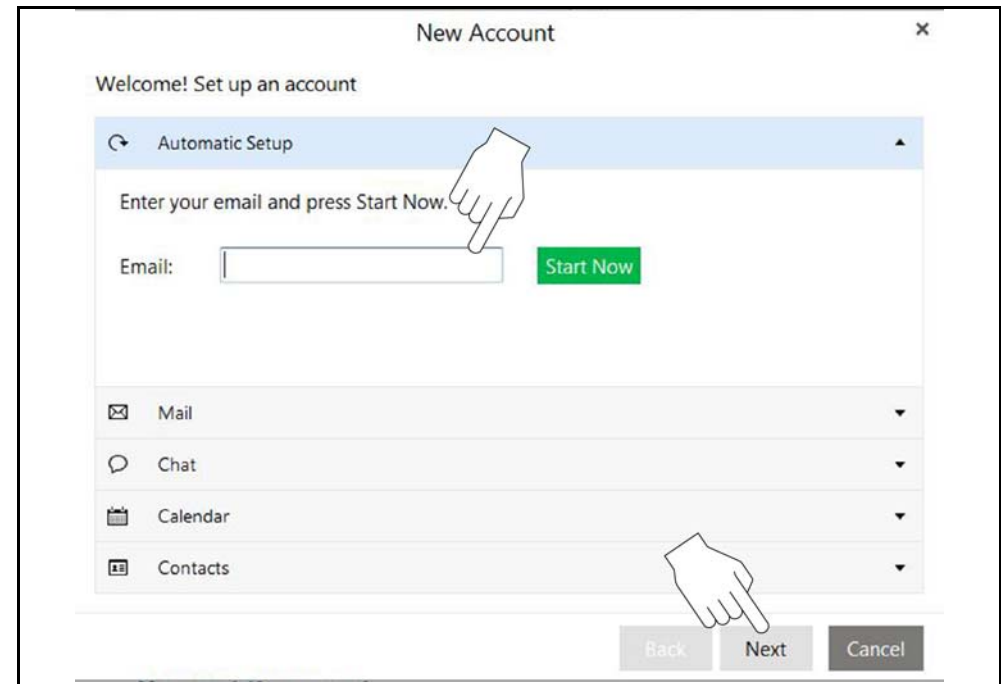 New Account ×
Welcome! Set up an account
Automatic Setup
Enter your email and press Start Now.
Email: Start Now
Mail
Chat
Calendar
Contacts
Back Next Cancel